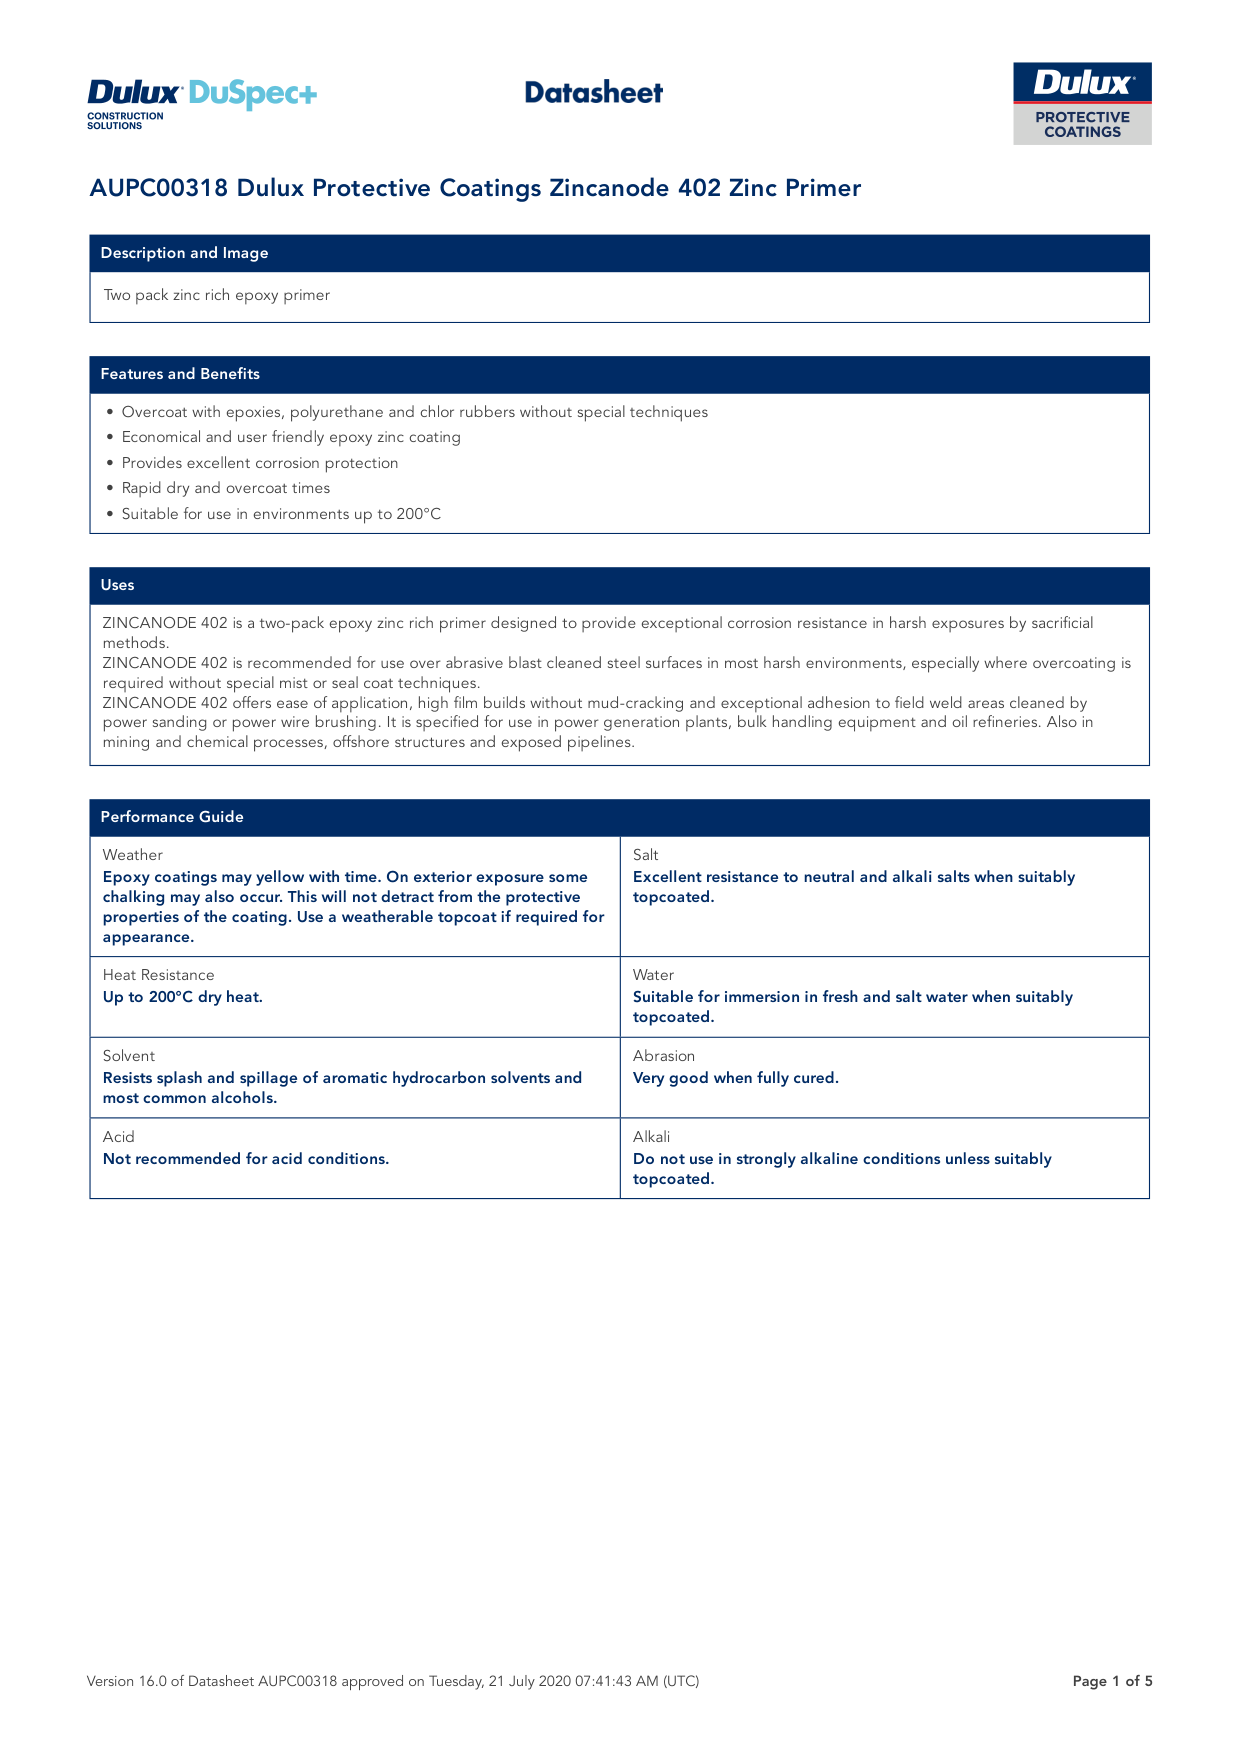 Dulux DuSpec+
CONSTRUCTION
SOLUTIONS
Datasheet
Dulux
PROTECTIVE
COATINGS
AUPC00318 Dulux Protective Coatings Zincanode 402 Zinc Primer
Description and Image
Two pack zinc rich epoxy primer
Features and Benefits
• Overcoat with epoxies, polyurethane and chlor rubbers without special techniques
• Economical and user friendly epoxy zinc coating
• Provides excellent corrosion protection
• Rapid dry and overcoat times
• Suitable for use in environments up to 200°C
Uses
ZINCANODE 402 is a two-pack epoxy zinc rich primer designed to provide exceptional corrosion resistance in harsh exposures by sacrificial
methods.
ZINCANODE 402 is recommended for use over abrasive blast cleaned steel surfaces in most harsh environments, especially where overcoating is
required without special mist or seal coat techniques.
ZINCANODE 402 offers ease of application, high film builds without mud-cracking and exceptional adhesion to field weld areas cleaned by
power sanding or power wire brushing. It is specified for use in power generation plants, bulk handling equipment and oil refineries. Also in
mining and chemical processes, offshore structures and exposed pipelines.
Performance Guide
Weather
Epoxy coatings may yellow with time. On exterior exposure some
chalking may also occur. This will not detract from the protective
properties of the coating. Use a weatherable topcoat if required for
appearance.
Salt
Excellent resistance to neutral and alkali salts when suitably
topcoated.
Heat Resistance
Up to 200°C dry heat.
Water
Suitable for immersion in fresh and salt water when suitably
topcoated.
Solvent
Resists splash and spillage of aromatic hydrocarbon solvents and
most common alcohols.
Abrasion
Very good when fully cured.
Acid
Not recommended for acid conditions.
Alkali
Do not use in strongly alkaline conditions unless suitably
topcoated.
Version 16.0 of Datasheet AUPC00318 approved on Tuesday, 21 July 2020 07:41:43 AM (UTC)
Page 1 of 5